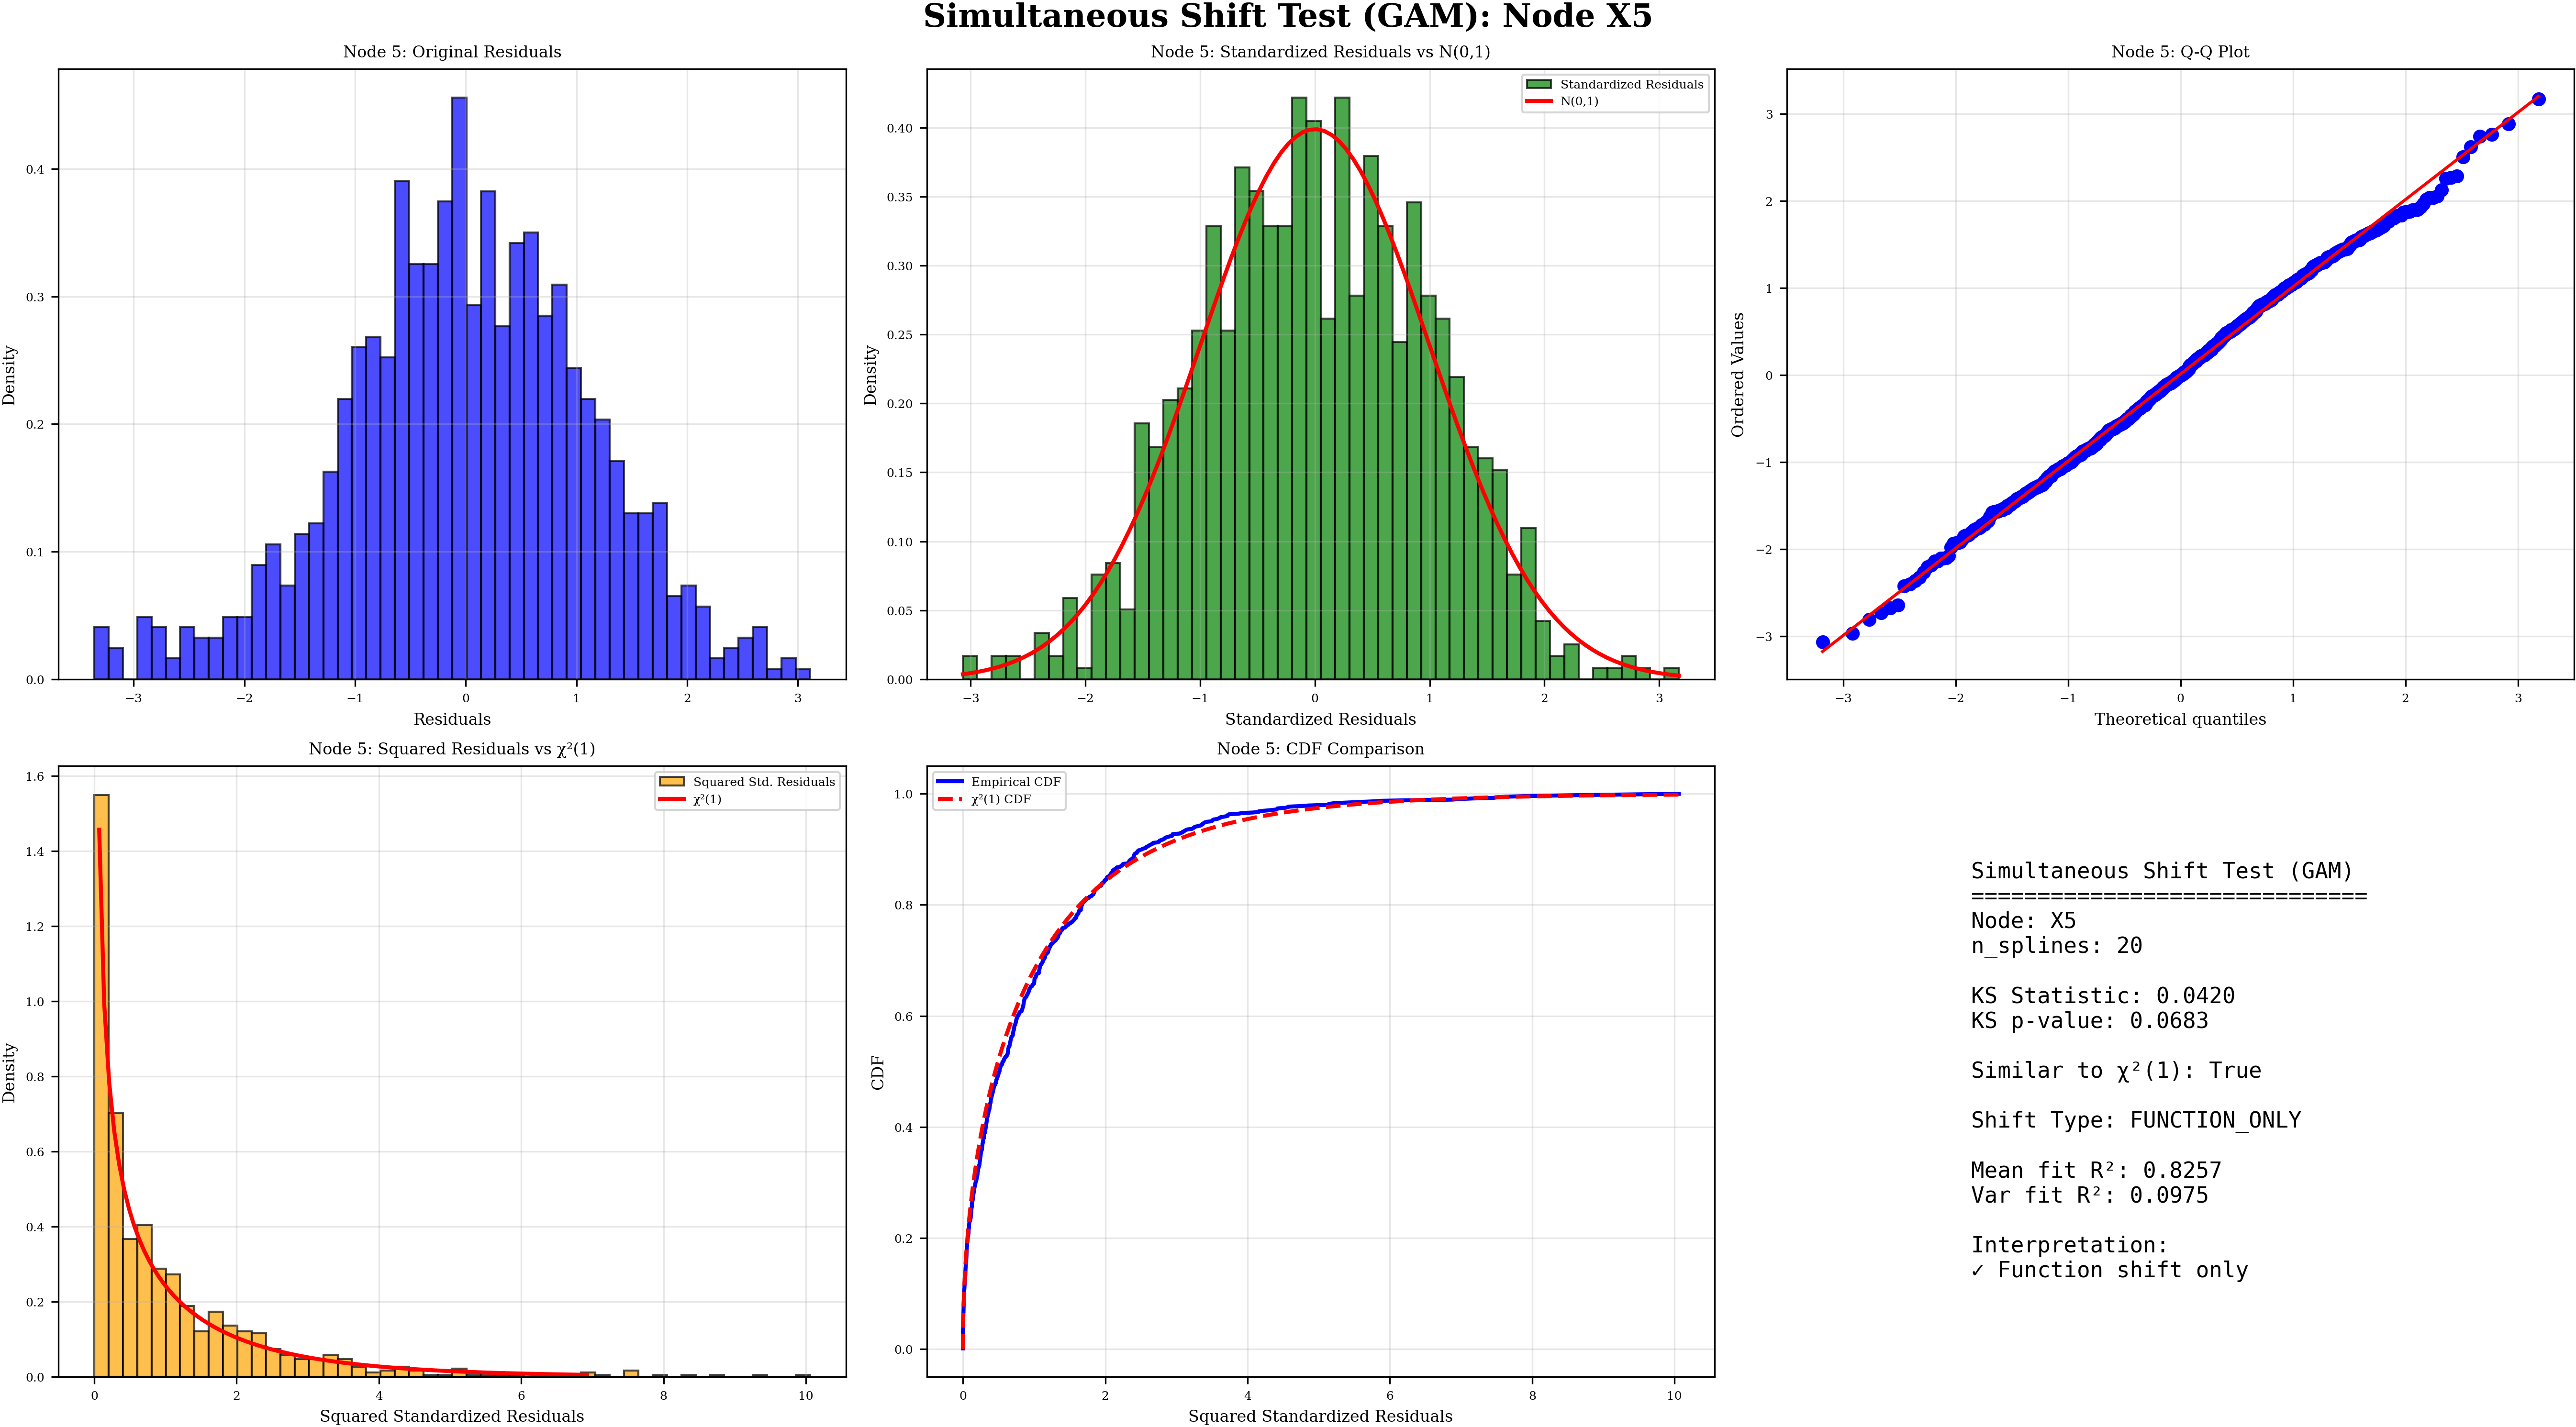 Simultaneous Shift Test (GAM): Node X5
Node 5: Original Residuals
Density
0.4
0.3
0.2
0.1
0.0
−3 −2 −1 0 1 2 3
Residuals
Node 5: Standardized Residuals vs N(0,1)
Standardized Residuals
N(0,1)
Density
0.40
0.35
0.30
0.25
0.20
0.15
0.10
0.05
0.00
−3 −2 −1 0 1 2 3
Standardized Residuals
Node 5: Q-Q Plot
Ordered Values
3
2
1
0
−1
−2
−3
−3 −2 −1 0 1 2 3
Theoretical quantiles
Node 5: Squared Residuals vs χ²(1)
Squared Std. Residuals
χ²(1)
Density
1.6
1.4
1.2
1.0
0.8
0.6
0.4
0.2
0.0
0 2 4 6 8 10
Squared Standardized Residuals
Node 5: CDF Comparison
Empirical CDF
χ²(1) CDF
CDF
1.0
0.8
0.6
0.4
0.2
0.0
0 2 4 6 8 10
Squared Standardized Residuals
Simultaneous Shift Test (GAM)
==============================
Node: X5
n_splines: 20
KS Statistic: 0.0420
KS p-value: 0.0683
Similar to χ²(1): True
Shift Type: FUNCTION_ONLY
Mean fit R²: 0.8257
Var fit R²: 0.0975
Interpretation:
✓ Function shift only